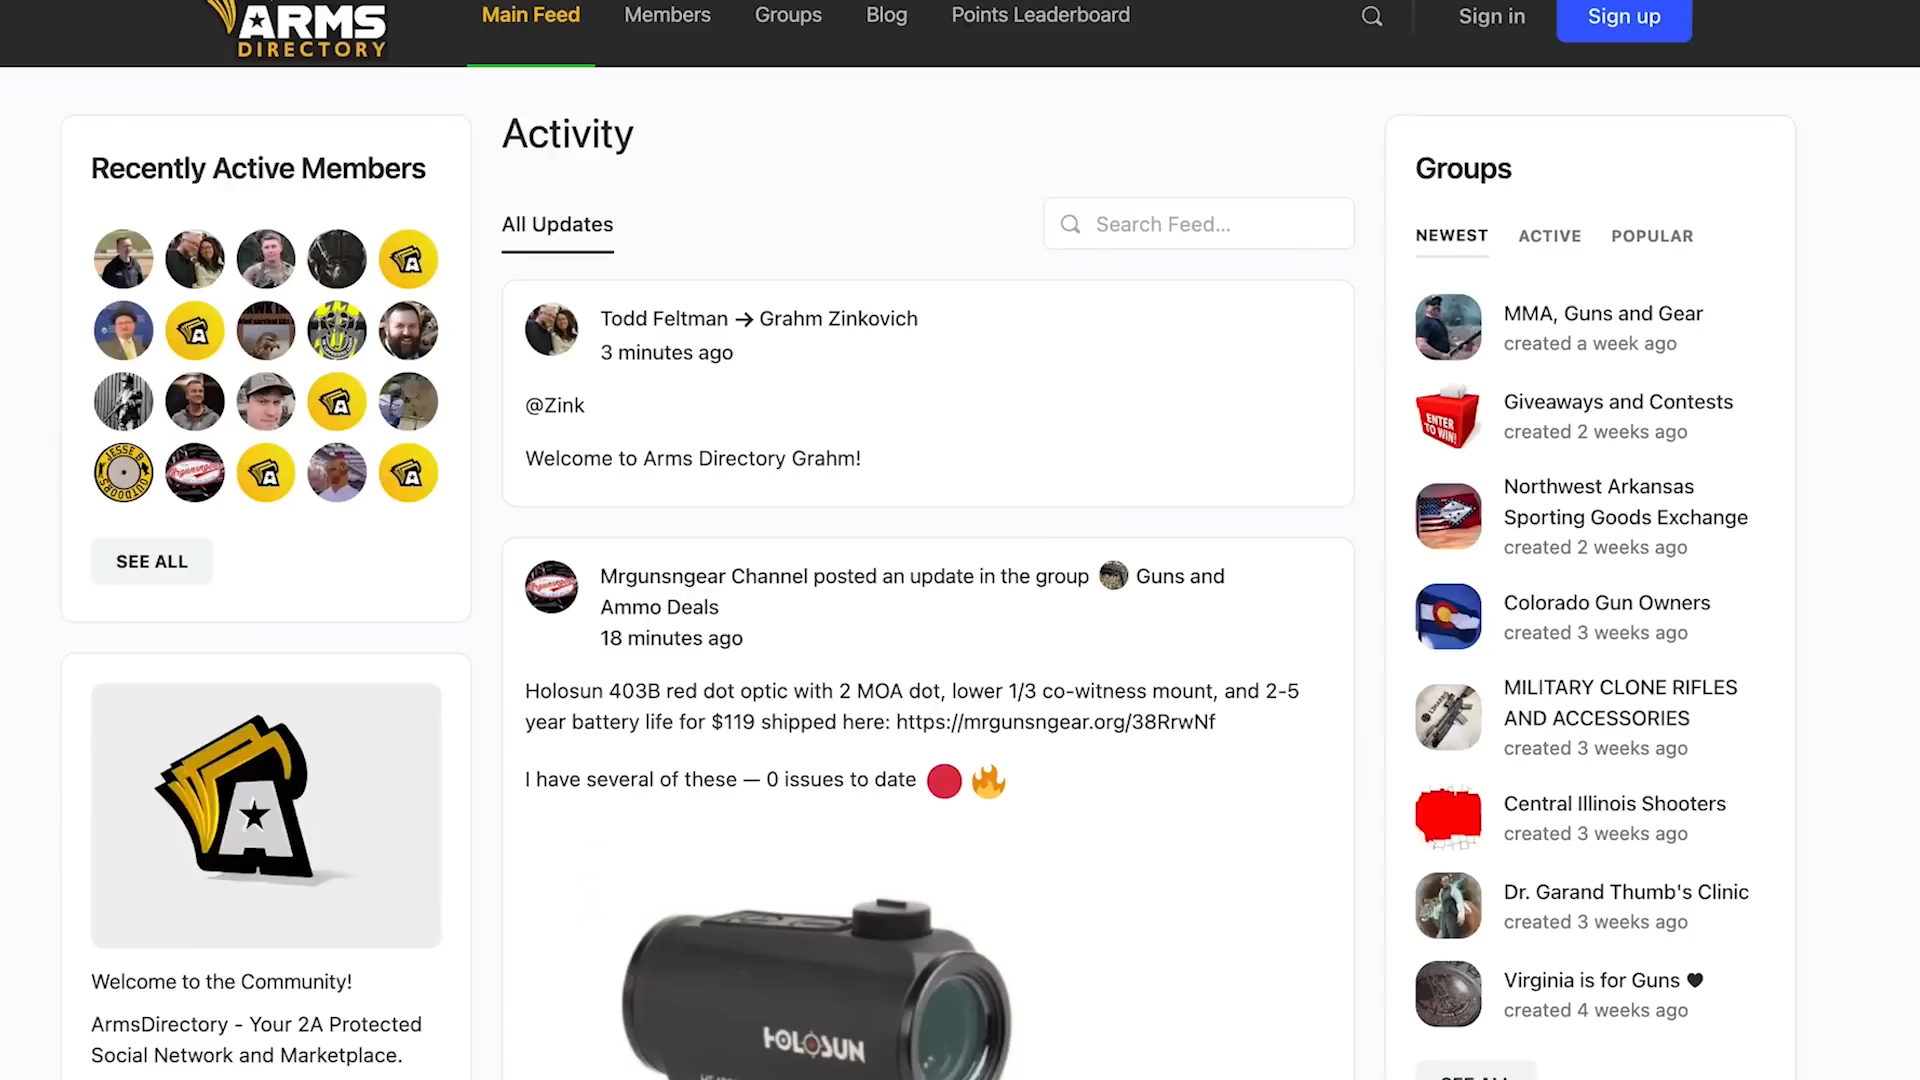 ARMS
DIRECTORY
Main Feed
Members
Groups
Blog
Points Leaderboard
Sign in
Sign up
Recently Active Members
SEE ALL
Welcome to the Community!
ArmsDirectory - Your 2A Protected
Social Network and Marketplace.
Activity
All Updates
Search Feed...
Todd Feltman → Grahm Zinkovich
3 minutes ago
@Zink
Welcome to Arms Directory Grahm!
Mrgunsngear Channel posted an update in the group Guns and
Ammo Deals
18 minutes ago
Holosun 403B red dot optic with 2 MOA dot, lower 1/3 co-witness mount, and 2-5
year battery life for $119 shipped here: https://mrgunsngear.org/38RrwNf
I have several of these — 0 issues to date
HOLOSUN
Groups
NEWEST
ACTIVE
POPULAR
MMA, Guns and Gear
created a week ago
ENTER
TO WIN!
Giveaways and Contests
created 2 weeks ago
Northwest Arkansas
Sporting Goods Exchange
created 2 weeks ago
Colorado Gun Owners
created 3 weeks ago
MILITARY CLONE RIFLES
AND ACCESSORIES
created 3 weeks ago
Central Illinois Shooters
created 3 weeks ago
Dr. Garand Thumb's Clinic
created 3 weeks ago
Virginia is for Guns 🖤
created 4 weeks ago